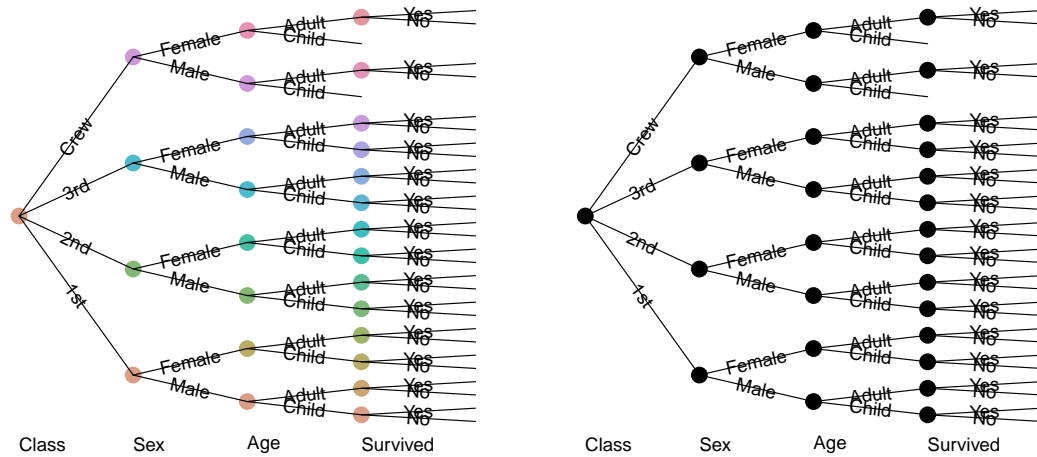 Crew
Female
Adult
Yes
No
Child
Male
Adult
Yes
No
Child
3rd
Female
Adult
Yes
No
Child
Yes
No
Male
Adult
Yes
No
Child
Yes
No
2nd
Female
Adult
Yes
No
Child
Yes
No
Male
Adult
Yes
No
Child
Yes
No
1st
Female
Adult
Yes
No
Child
Yes
No
Male
Adult
Yes
No
Child
Yes
No
Class Sex Age Survived
Crew
Female
Adult
Yes
No
Child
Male
Adult
Yes
No
Child
3rd
Female
Adult
Yes
No
Child
Yes
No
Male
Adult
Yes
No
Child
Yes
No
2nd
Female
Adult
Yes
No
Child
Yes
No
Male
Adult
Yes
No
Child
Yes
No
1st
Female
Adult
Yes
No
Child
Yes
No
Male
Adult
Yes
No
Child
Yes
No
Class Sex Age Survived